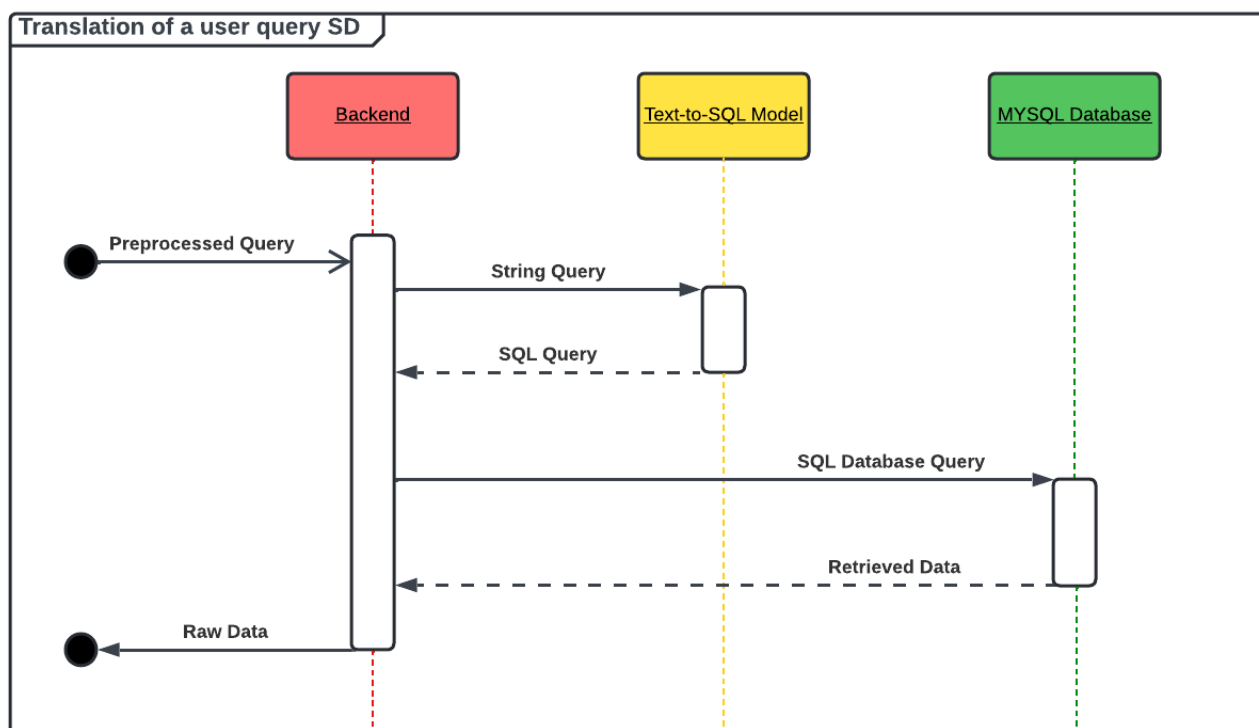 Translation of a user query SD
Backend
Text-to-SQL Model
MYSQL Database
Preprocessed Query
String Query
SQL Query
SQL Database Query
Retrieved Data
Raw Data